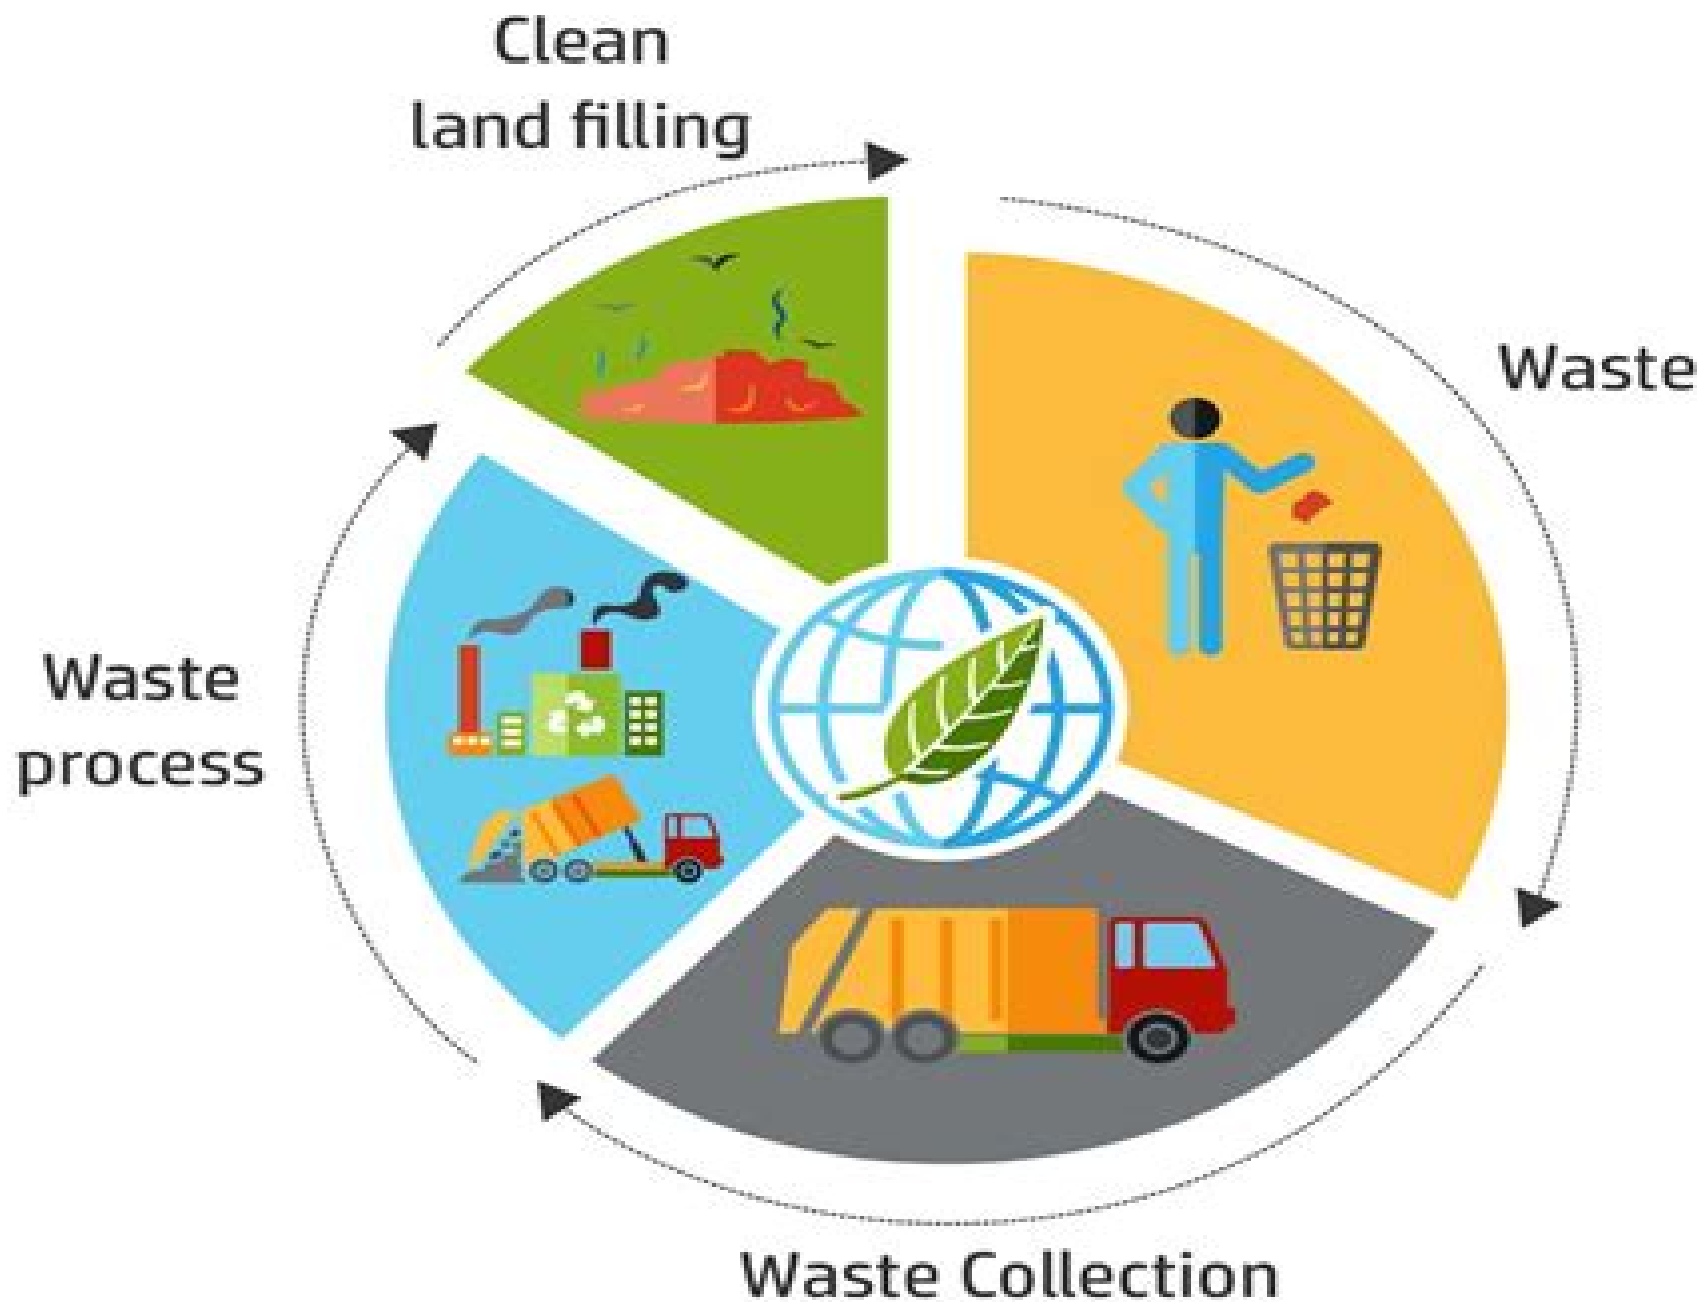 Clean
land filling
Waste
Waste
process
Waste Collection